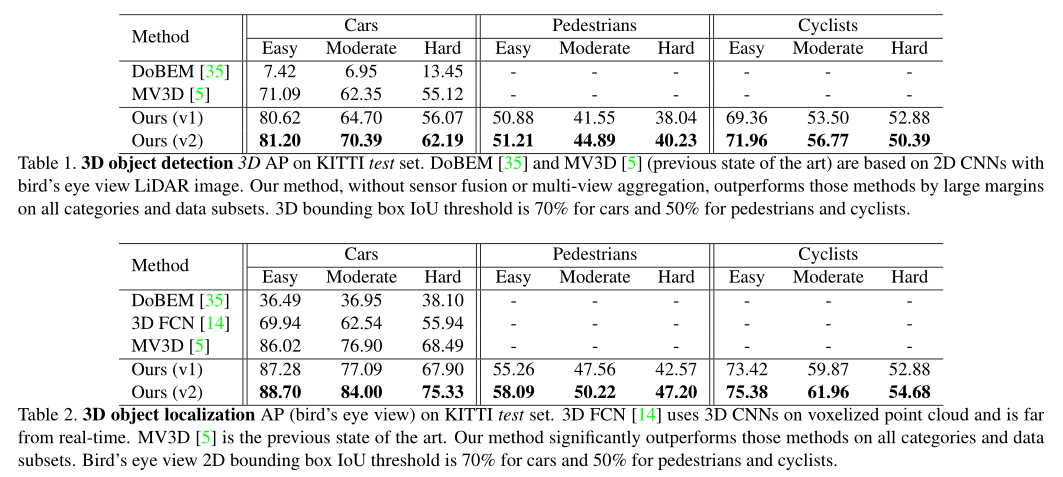 Method Cars Pedestrians Cyclists
Easy Moderate Hard Easy Moderate Hard Easy Moderate Hard
DoBEM [35] 7.42 6.95 13.45 - - - - - -
MV3D [5] 71.09 62.35 55.12 - - - - - -
Ours (v1) 80.62 64.70 56.07 50.88 41.55 38.04 69.36 53.50 52.88
Ours (v2) 81.20 70.39 62.19 51.21 44.89 40.23 71.96 56.77 50.39
Table 1. 3D object detection 3D AP on KITTI test set. DoBEM [35] and MV3D [5] (previous state of the art) are based on 2D CNNs with
bird's eye view LiDAR image. Our method, without sensor fusion or multi-view aggregation, outperforms those methods by large margins
on all categories and data subsets. 3D bounding box IoU threshold is 70% for cars and 50% for pedestrians and cyclists.
Method Cars Pedestrians Cyclists
Easy Moderate Hard Easy Moderate Hard Easy Moderate Hard
DoBEM [35] 36.49 36.95 38.10 - - - - - -
3D FCN [14] 69.94 62.54 55.94 - - - - - -
MV3D [5] 86.02 76.90 68.49 - - - - - -
Ours (v1) 87.28 77.09 67.90 55.26 47.56 42.57 73.42 59.87 52.88
Ours (v2) 88.70 84.00 75.33 58.09 50.22 47.20 75.38 61.96 54.68
Table 2. 3D object localization AP (bird's eye view) on KITTI test set. 3D FCN [14] uses 3D CNNs on voxelized point cloud and is far
from real-time. MV3D [5] is the previous state of the art. Our method significantly outperforms those methods on all categories and data
subsets. Bird's eye view 2D bounding box IoU threshold is 70% for cars and 50% for pedestrians and cyclists.